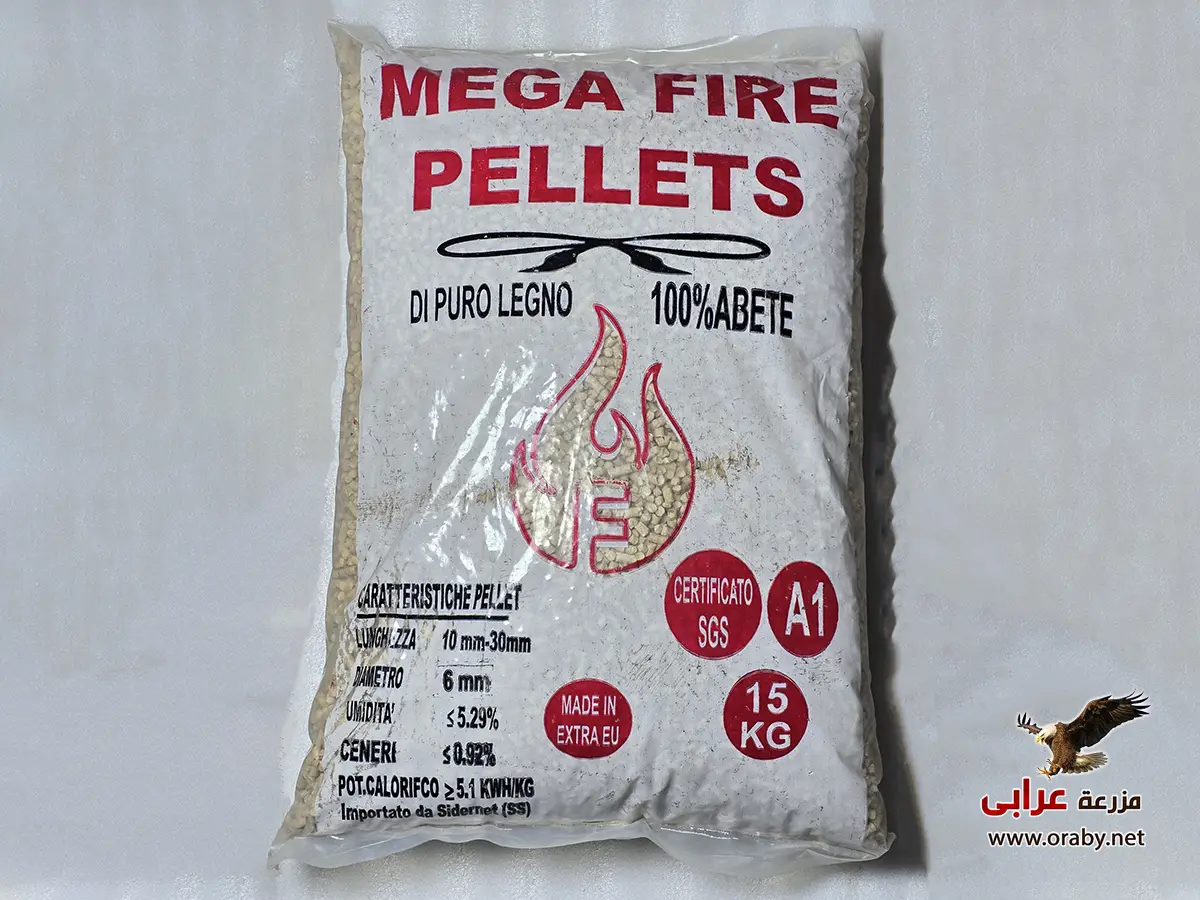 MEGA FIRE
PELLETS
DI PURO LEGNO
100%ABETE
E
CARATTERISTICHE PELLET
LUNGHEZZA 10 mm-30mm
DIAMETRO 6 mm
UMIDITA' ≤5.29%
CENERI ≤0.92%
POT.CALORIFCO ≥5.1 KWH/KG
Importato da Sidernet (SS)
CERTIFICATO
SGS
A1
MADE IN
EXTRA EU
15
KG
مزرعة عرابى
www.oraby.net